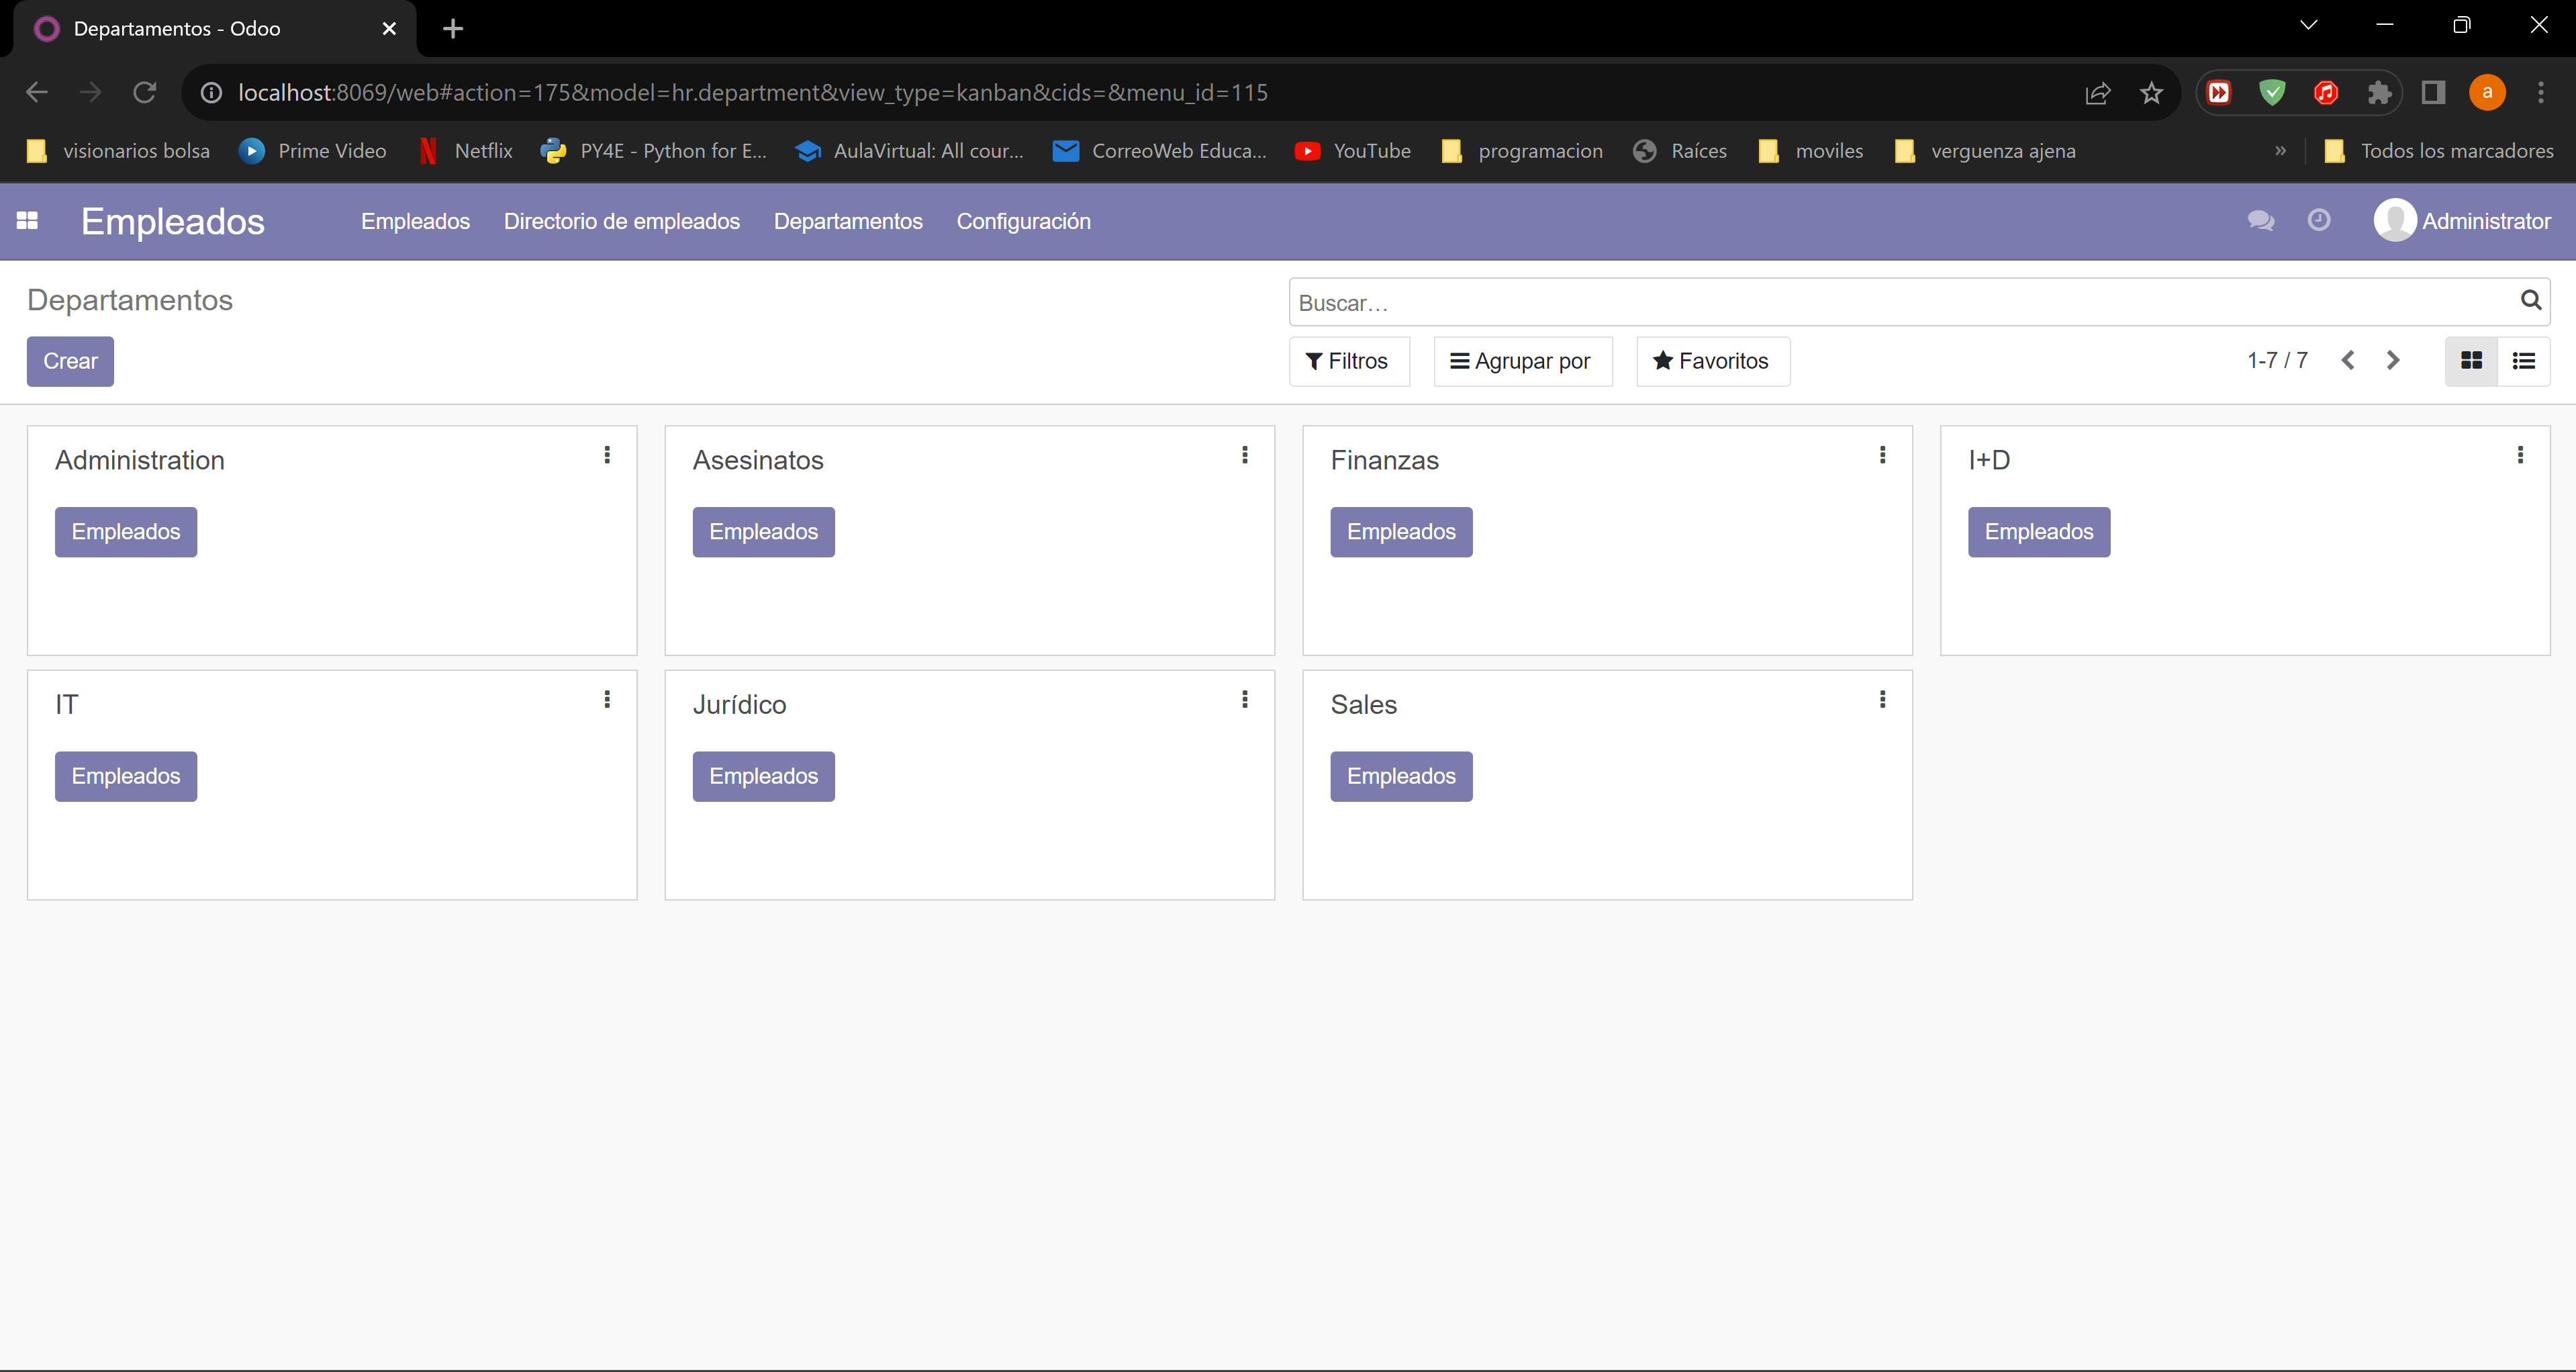 Departamentos - Odoo
localhost:8069/web#action=175&model=hr.department&view_type=kanban&cids=&menu_id=115
a
visionarios bolsa Prime Video Netflix PY4E - Python for E... AulaVirtual: All cour... CorreoWeb Educa... YouTube programacion Raíces moviles verguenza ajena » Todos los marcadores
Empleados Empleados Directorio de empleados Departamentos Configuración Administrator
Departamentos
Buscar...
Crear Filtros Agrupar por Favoritos 1-7 / 7
Administration Asesinatos Finanzas I+D
Empleados Empleados Empleados Empleados
IT Jurídico Sales
Empleados Empleados Empleados